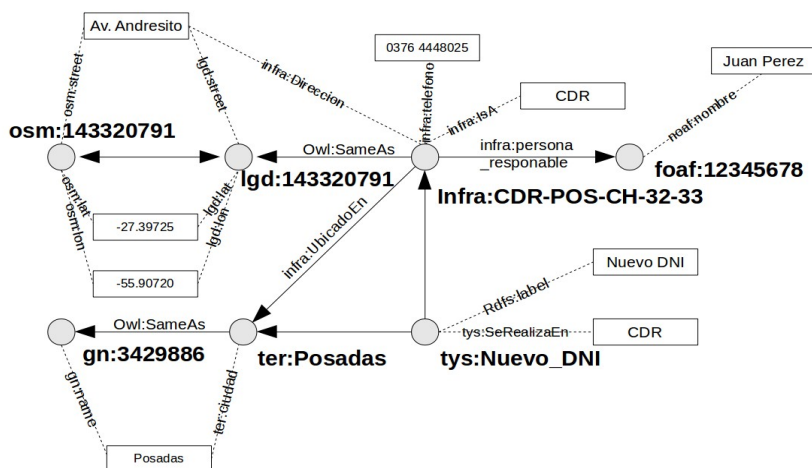 Av. Andresito
0376 4448025
Juan Perez
CDR
osm:street
lgd:street
infra:Direccion
infra:telefono
infra:IsA
noaf:nombre
osm:143320791
Owl:SameAs
infra:persona
_responable
foaf:12345678
lgd:143320791
Infra:CDR-POS-CH-32-33
osm:lat
osm:lon
lgd:lat
lgd:lon
-27.39725
-55.90720
infra:UbicadoEn
Nuevo DNI
Rdfs:label
Owl:SameAs
tys:SeRealizaEn
CDR
gn:3429886
ter:Posadas
tys:Nuevo_DNI
gn:name
ter:ciudad
Posadas